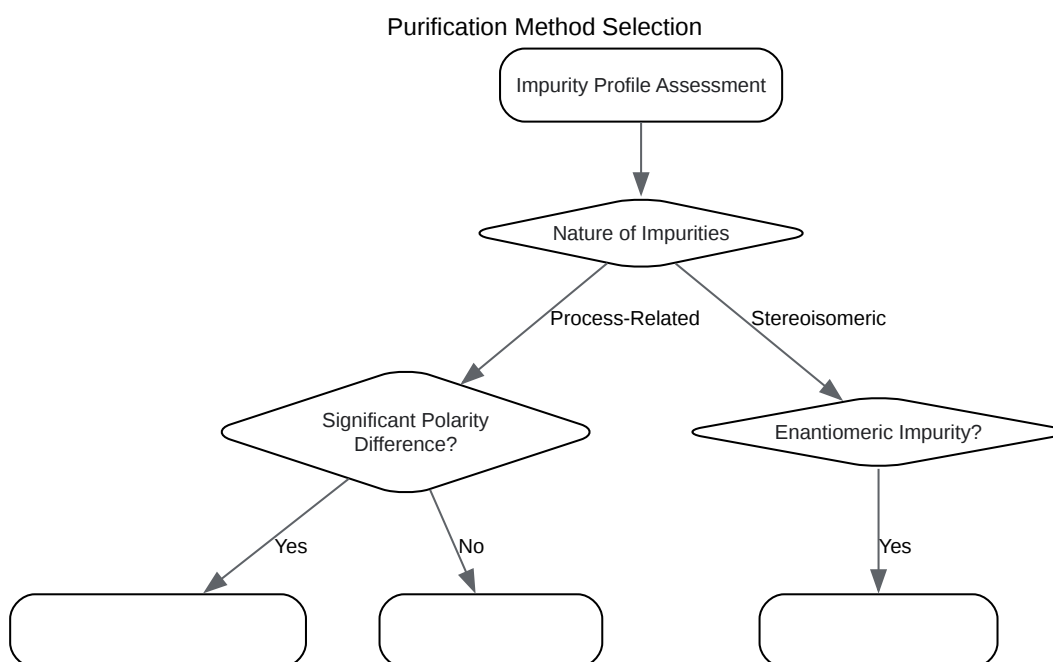 Purification Method Selection
Impurity Profile Assessment
Nature of Impurities
Process-Related
Stereoisomeric
Significant Polarity
Difference?
Enantiomeric Impurity?
Yes
No
Yes